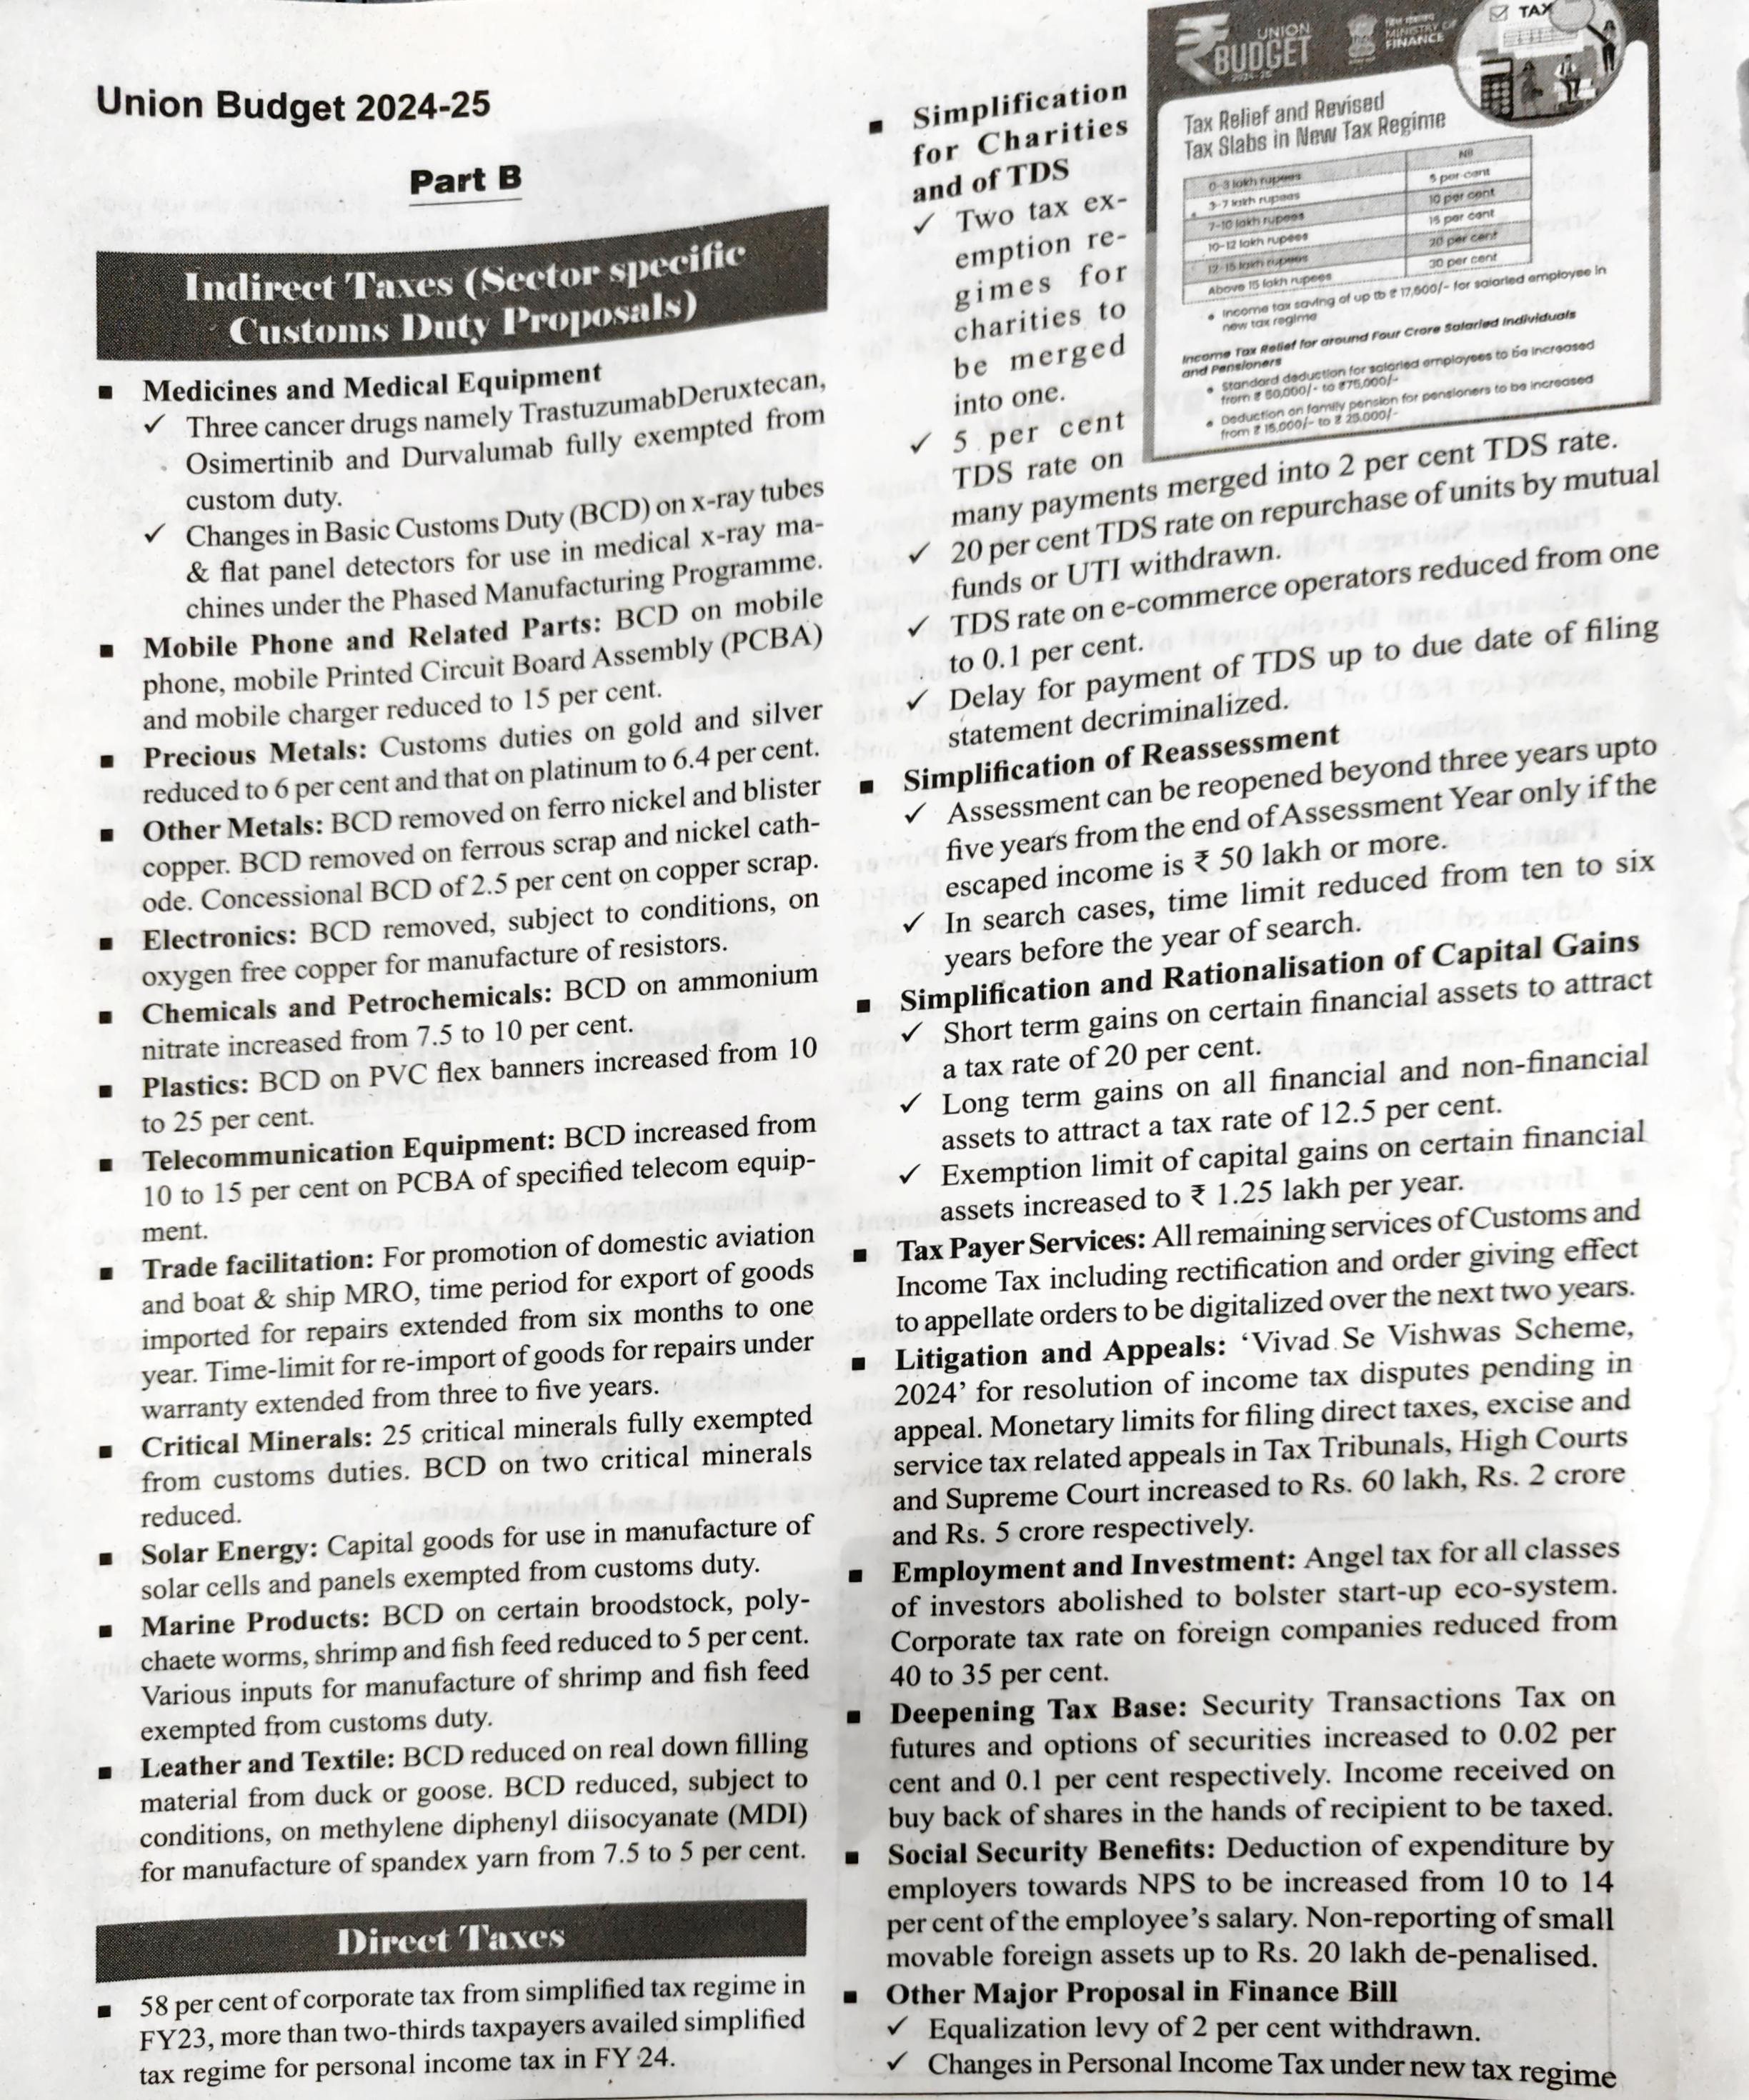 Union Budget 2024-25
Part B
Indirect Taxes (Sector specific
Customs Duty Proposals)
▪ Medicines and Medical Equipment
✓ Three cancer drugs namely TrastuzumabDeruxtecan,
Osimertinib and Durvalumab fully exempted from
custom duty.
✓ Changes in Basic Customs Duty (BCD) on x-ray tubes
& flat panel detectors for use in medical x-ray ma-
chines under the Phased Manufacturing Programme.
▪ Mobile Phone and Related Parts: BCD on mobile
phone, mobile Printed Circuit Board Assembly (PCBA)
and mobile charger reduced to 15 per cent.
▪ Precious Metals: Customs duties on gold and silver
reduced to 6 per cent and that on platinum to 6.4 per cent.
▪ Other Metals: BCD removed on ferro nickel and blister
copper. BCD removed on ferrous scrap and nickel cath-
ode. Concessional BCD of 2.5 per cent on copper scrap.
▪ Electronics: BCD removed, subject to conditions, on
oxygen free copper for manufacture of resistors.
▪ Chemicals and Petrochemicals: BCD on ammonium
nitrate increased from 7.5 to 10 per cent.
▪ Plastics: BCD on PVC flex banners increased from 10
to 25 per cent.
▪ Telecommunication Equipment: BCD increased from
10 to 15 per cent on PCBA of specified telecom equip-
ment.
▪ Trade facilitation: For promotion of domestic aviation
and boat & ship MRO, time period for export of goods
imported for repairs extended from six months to one
year. Time-limit for re-import of goods for repairs under
warranty extended from three to five years.
▪ Critical Minerals: 25 critical minerals fully exempted
from customs duties. BCD on two critical minerals
reduced.
▪ Solar Energy: Capital goods for use in manufacture of
solar cells and panels exempted from customs duty.
▪ Marine Products: BCD on certain broodstock, poly-
chaete worms, shrimp and fish feed reduced to 5 per cent.
Various inputs for manufacture of shrimp and fish feed
exempted from customs duty.
▪ Leather and Textile: BCD reduced on real down filling
material from duck or goose. BCD reduced, subject to
conditions, on methylene diphenyl diisocyanate (MDI)
for manufacture of spandex yarn from 7.5 to 5 per cent.
Direct Taxes
▪ 58 per cent of corporate tax from simplified tax regime in
FY23, more than two-thirds taxpayers availed simplified
tax regime for personal income tax in FY 24.
▪ Simplification
for Charities
and of TDS
✓ Two tax ex-
emption re-
gimes for
charities to
be merged
into one.
✓ 5 per cent
TDS rate on
many payments merged into 2 per cent TDS rate.
✓ 20 per cent TDS rate on repurchase of units by mutual
funds or UTI withdrawn.
✓ TDS rate on e-commerce operators reduced from one
to 0.1 per cent.
✓ Delay for payment of TDS up to due date of filing
statement decriminalized.
▪ Simplification of Reassessment
✓ Assessment can be reopened beyond three years upto
five years from the end of Assessment Year only if the
escaped income is ₹ 50 lakh or more.
✓ In search cases, time limit reduced from ten to six
years before the year of search.
▪ Simplification and Rationalisation of Capital Gains
✓ Short term gains on certain financial assets to attract
a tax rate of 20 per cent.
✓ Long term gains on all financial and non-financial
assets to attract a tax rate of 12.5 per cent.
✓ Exemption limit of capital gains on certain financial
assets increased to ₹ 1.25 lakh per year.
▪ Tax Payer Services: All remaining services of Customs and
Income Tax including rectification and order giving effect
to appellate orders to be digitalized over the next two years.
▪ Litigation and Appeals: ‘Vivad Se Vishwas Scheme,
2024’ for resolution of income tax disputes pending in
appeal. Monetary limits for filing direct taxes, excise and
service tax related appeals in Tax Tribunals, High Courts
and Supreme Court increased to Rs. 60 lakh, Rs. 2 crore
and Rs. 5 crore respectively.
▪ Employment and Investment: Angel tax for all classes
of investors abolished to bolster start-up eco-system.
Corporate tax rate on foreign companies reduced from
40 to 35 per cent.
▪ Deepening Tax Base: Security Transactions Tax on
futures and options of securities increased to 0.02 per
cent and 0.1 per cent respectively. Income received on
buy back of shares in the hands of recipient to be taxed.
▪ Social Security Benefits: Deduction of expenditure by
employers towards NPS to be increased from 10 to 14
per cent of the employee’s salary. Non-reporting of small
movable foreign assets up to Rs. 20 lakh de-penalised.
▪ Other Major Proposal in Finance Bill
✓ Equalization levy of 2 per cent withdrawn.
✓ Changes in Personal Income Tax under new tax regime
UNION
BUDGET
2024-25
MINISTRY OF
FINANCE
TAX
Tax Relief and Revised
Tax Slabs in New Tax Regime
0-3 lakh rupees Nil
3-7 lakh rupees 5 per cent
7-10 lakh rupees 10 per cent
10-12 lakh rupees 15 per cent
12-15 lakh rupees 20 per cent
Above 15 lakh rupees 30 per cent
• Income tax saving of up to ₹ 17,500/- for salaried employee in
new tax regime
Income Tax Relief for around Four Crore Salaried Individuals
and Pensioners
• Standard deduction for salaried employees to be increased
from ₹ 50,000/- to ₹75,000/-
• Deduction on family pension for pensioners to be increased
from ₹ 15,000/- to ₹ 25,000/-